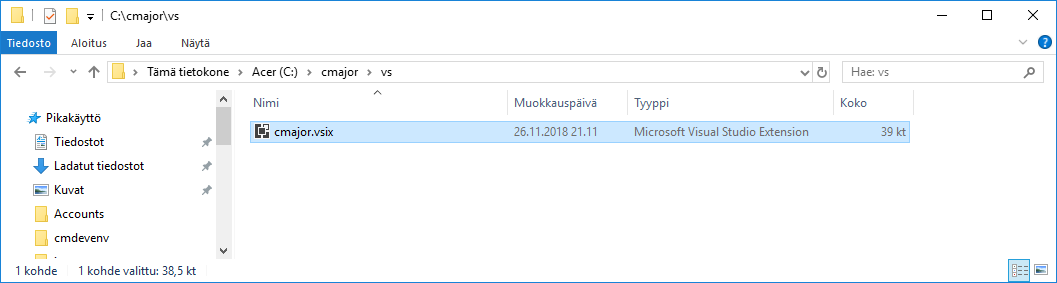 C:\cmajor\vs
Tiedosto Aloitus Jaa Näytä
Tämä tietokone Acer (C:) cmajor vs Hae: vs
Nimi Muokkauspäivä Tyyppi Koko
Pikakäyttö
cmajor.vsix 26.11.2018 21.11 Microsoft Visual Studio Extension 39 kt
Tiedostot
Ladatut tiedostot
Kuvat
Accounts
cmdevenv
1 kohde 1 kohde valittu: 38,5 kt